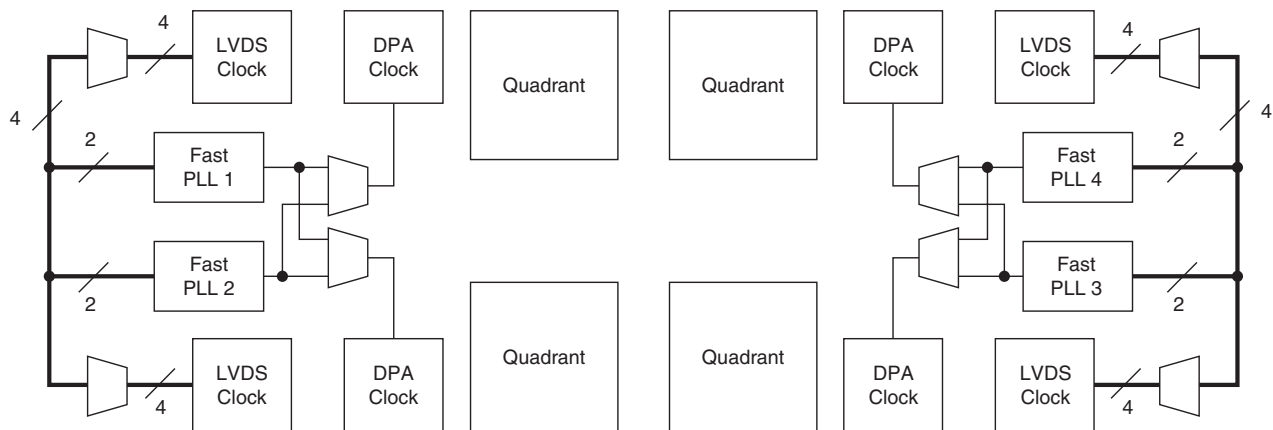 4
LVDS
Clock
DPA
Clock
Quadrant
Quadrant
DPA
Clock
LVDS
Clock
4
4
2
Fast
PLL 1
Fast
PLL 4
2
4
Fast
PLL 2
2
Fast
PLL 3
2
4
LVDS
Clock
DPA
Clock
Quadrant
Quadrant
DPA
Clock
LVDS
Clock
4